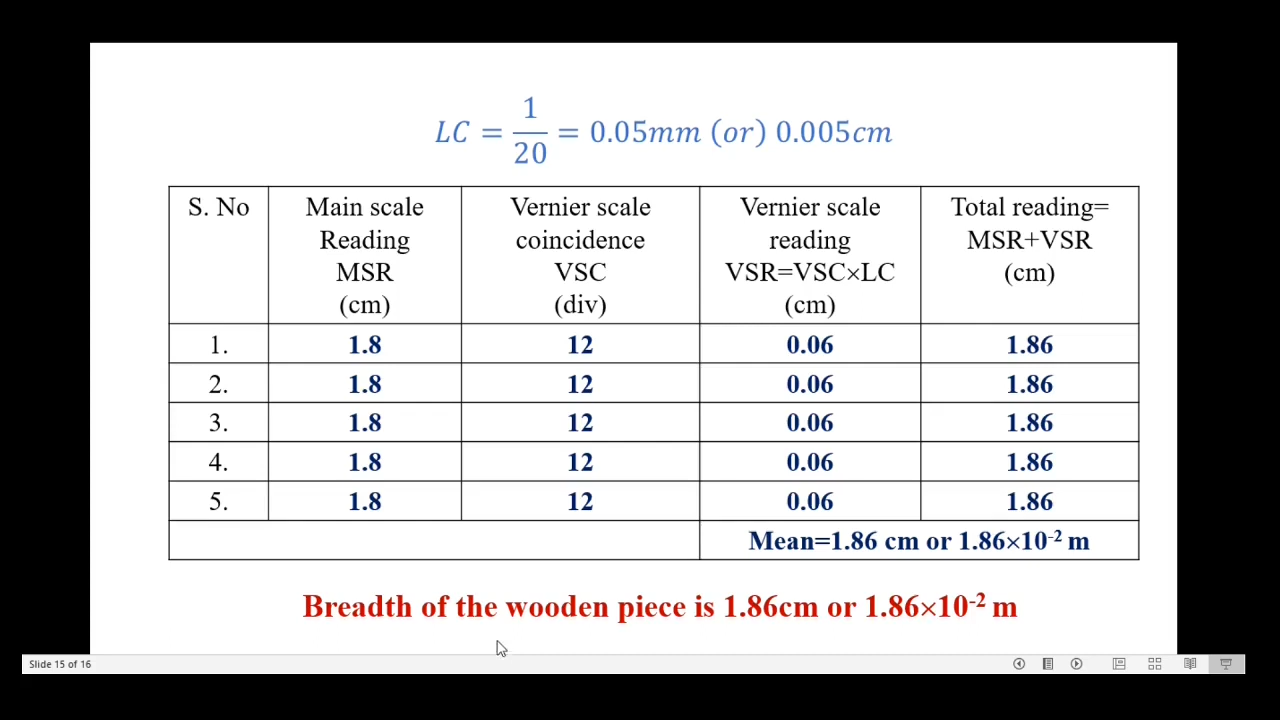 LC = 1/20 = 0.05mm (or) 0.005cm
S. No | Main scale Reading MSR (cm) | Vernier scale coincidence VSC (div) | Vernier scale reading VSR=VSC×LC (cm) | Total reading= MSR+VSR (cm)
1. | 1.8 | 12 | 0.06 | 1.86
2. | 1.8 | 12 | 0.06 | 1.86
3. | 1.8 | 12 | 0.06 | 1.86
4. | 1.8 | 12 | 0.06 | 1.86
5. | 1.8 | 12 | 0.06 | 1.86
Mean=1.86 cm or 1.86×10⁻² m
Breadth of the wooden piece is 1.86cm or 1.86×10⁻² m
Slide 15 of 16